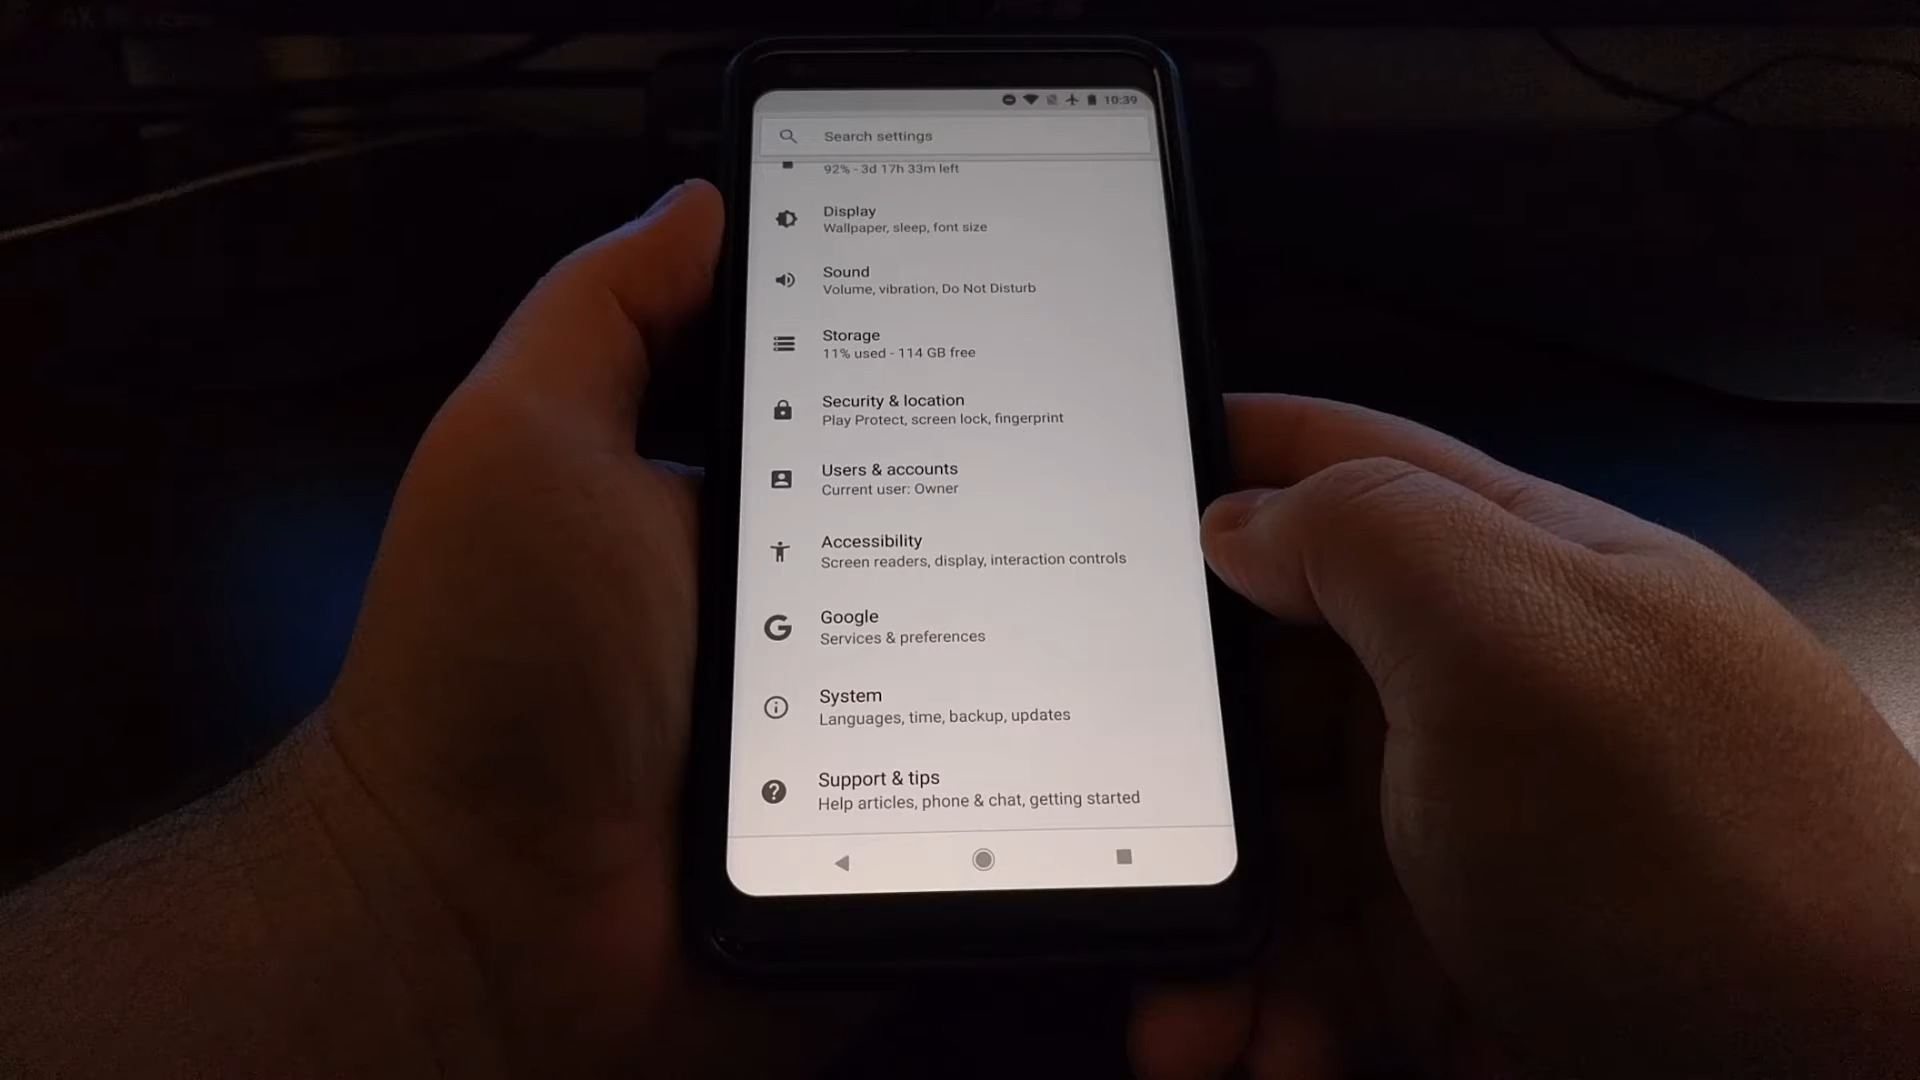 10:39
Search settings
92% - 3d 17h 33m left
Display
Wallpaper, sleep, font size
Sound
Volume, vibration, Do Not Disturb
Storage
11% used - 114 GB free
Security & location
Play Protect, screen lock, fingerprint
Users & accounts
Current user: Owner
Accessibility
Screen readers, display, interaction controls
Google
Services & preferences
System
Languages, time, backup, updates
Support & tips
Help articles, phone & chat, getting started